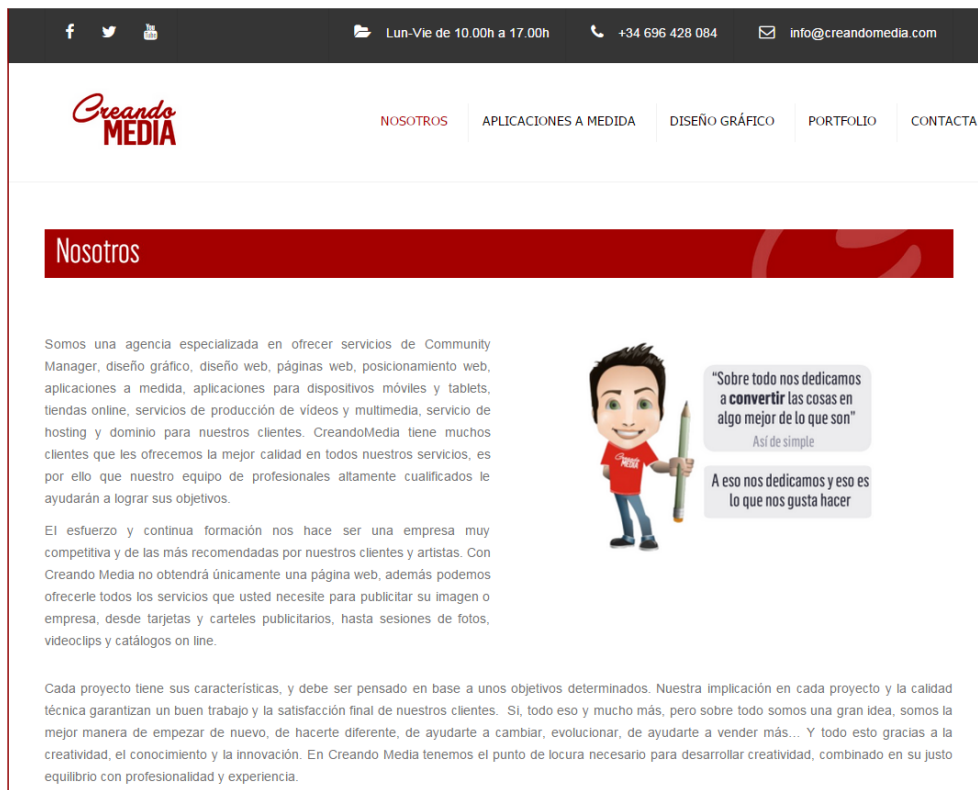 Lun-Vie de 10.00h a 17.00h
+34 696 428 084
info@creandomedia.com
Creando
MEDIA
NOSOTROS
APLICACIONES A MEDIDA
DISEÑO GRÁFICO
PORTFOLIO
CONTACTA
Nosotros
Somos una agencia especializada en ofrecer servicios de Community
Manager, diseño gráfico, diseño web, páginas web, posicionamiento web,
aplicaciones a medida, aplicaciones para dispositivos móviles y tablets,
tiendas online, servicios de producción de vídeos y multimedia, servicio de
hosting y dominio para nuestros clientes. CreandoMedia tiene muchos
clientes que les ofrecemos la mejor calidad en todos nuestros servicios, es
por ello que nuestro equipo de profesionales altamente cualificados le
ayudarán a lograr sus objetivos.
El esfuerzo y continua formación nos hace ser una empresa muy
competitiva y de las más recomendadas por nuestros clientes y artistas. Con
Creando Media no obtendrá únicamente una página web, además podemos
ofrecerle todos los servicios que usted necesite para publicitar su imagen o
empresa, desde tarjetas y carteles publicitarios, hasta sesiones de fotos,
videoclips y catálogos on line.
Creando
MEDIA
"Sobre todo nos dedicamos
a convertir las cosas en
algo mejor de lo que son"
Así de simple
A eso nos dedicamos y eso es
lo que nos gusta hacer
Cada proyecto tiene sus características, y debe ser pensado en base a unos objetivos determinados. Nuestra implicación en cada proyecto y la calidad
técnica garantizan un buen trabajo y la satisfacción final de nuestros clientes. Si, todo eso y mucho más, pero sobre todo somos una gran idea, somos la
mejor manera de empezar de nuevo, de hacerte diferente, de ayudarte a cambiar, evolucionar, de ayudarte a vender más... Y todo esto gracias a la
creatividad, el conocimiento y la innovación. En Creando Media tenemos el punto de locura necesario para desarrollar creatividad, combinado en su justo
equilibrio con profesionalidad y experiencia.